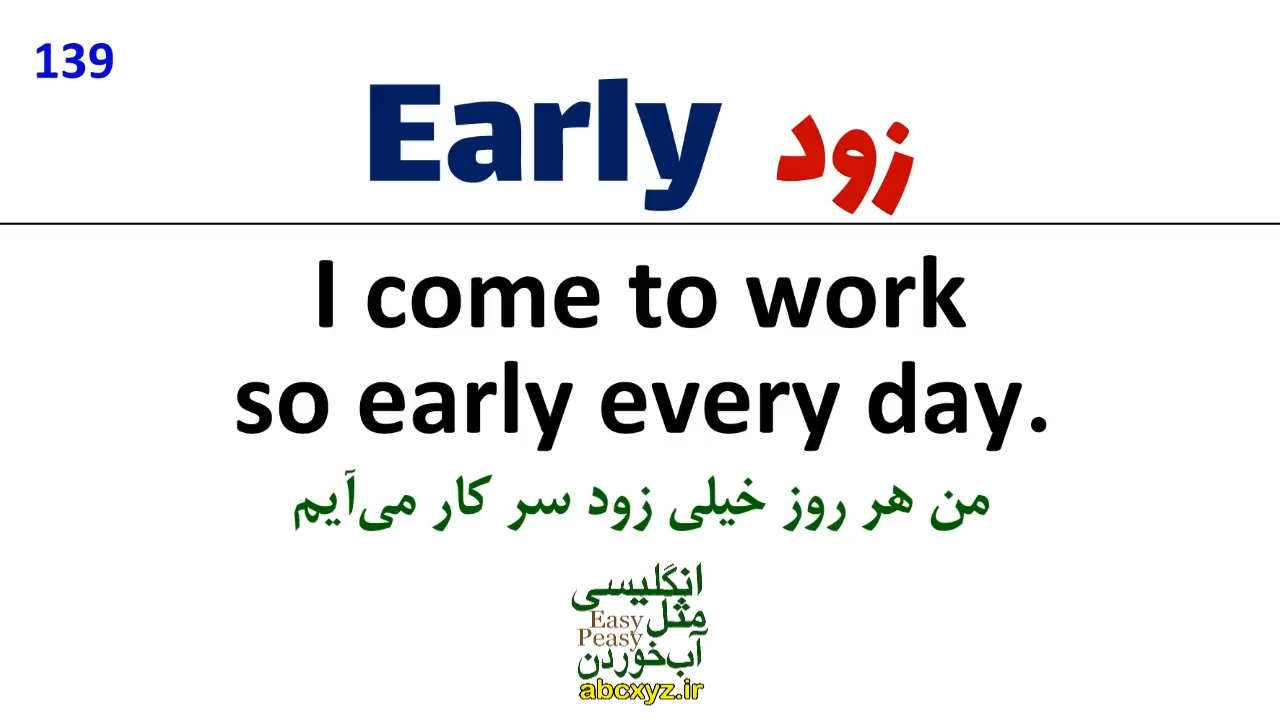 139
Early زود
I come to work
so early every day.
من هر روز خیلی زود سر کار می‌آیم
انگلیسی
مثل Easy
Peasy
آب‌خوردن
abcxyz.ir